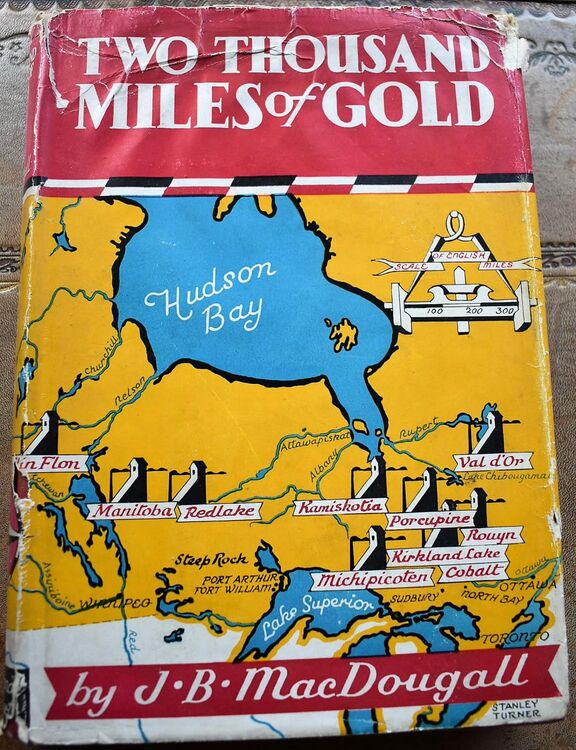 TWO THOUSAND
MILES of GOLD
Hudson
Bay
SCALE OF ENGLISH MILES
100 200 300
Churchill
Nelson
Attawapiskat
Rupert
Albany
in Flon
Val d'Or
Lake Chibougamau
Manitoba
Redlake
Kamiskotia
Porcupine
Rouyn
Kirkland Lake
Steep Rock
Michipicoten
Cobalt
PORT ARTHUR
FORT WILLIAM
Assiniboine
WINNIPEG
Lake Superior
SUDBURY
NORTH BAY
Ottawa
OTTAWA
Red
TORONTO
by J·B·MacDougall
STANLEY
TURNER